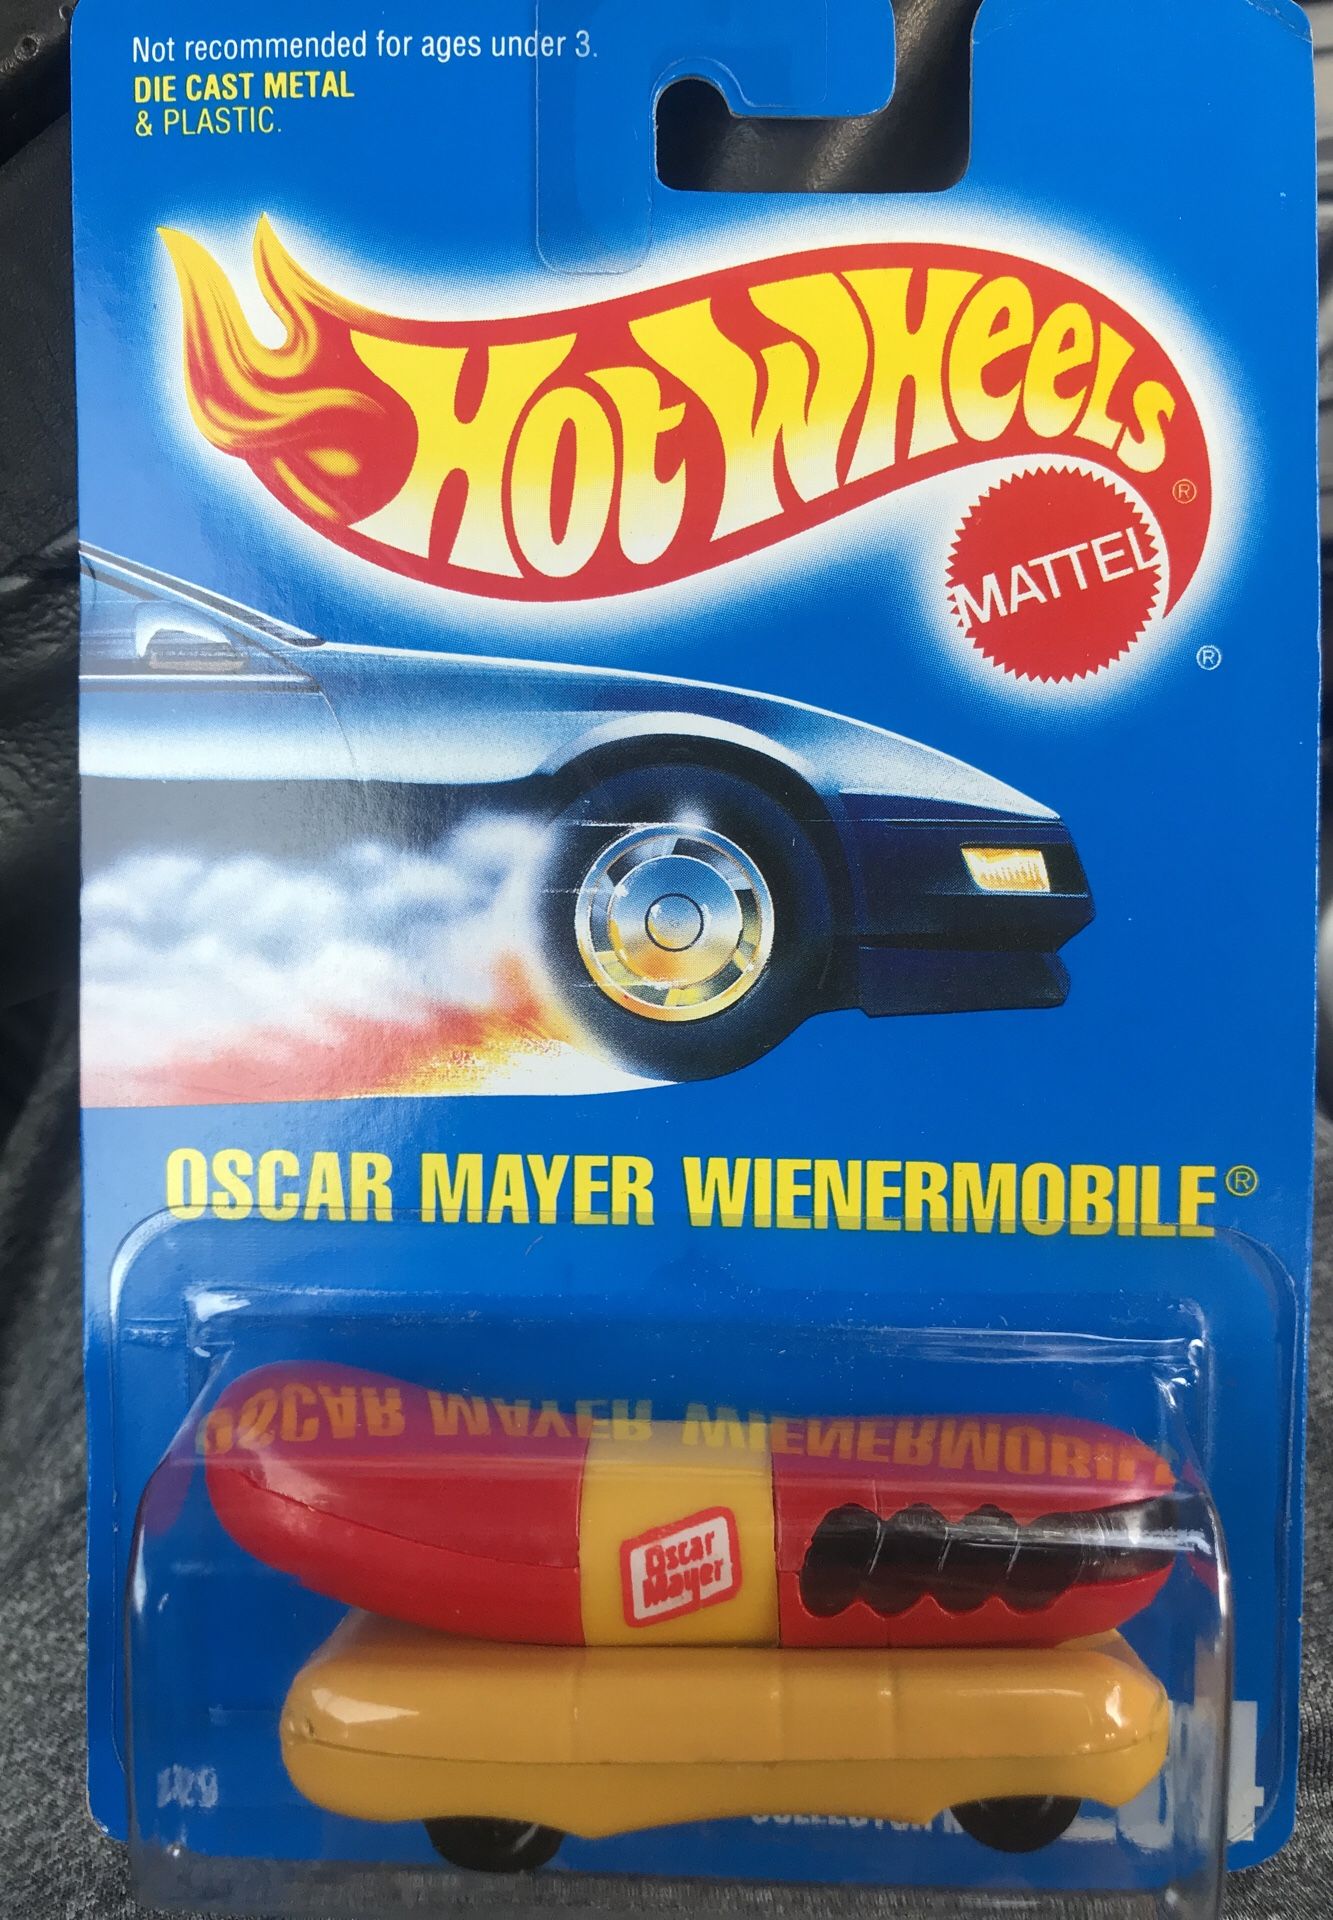 Not recommended for ages under 3.
DIE CAST METAL
& PLASTIC.
Hot Wheels ®
MATTEL
®
OSCAR MAYER WIENERMOBILE®
OSCAR MAYER WIENERMOBILE
Oscar
Mayer